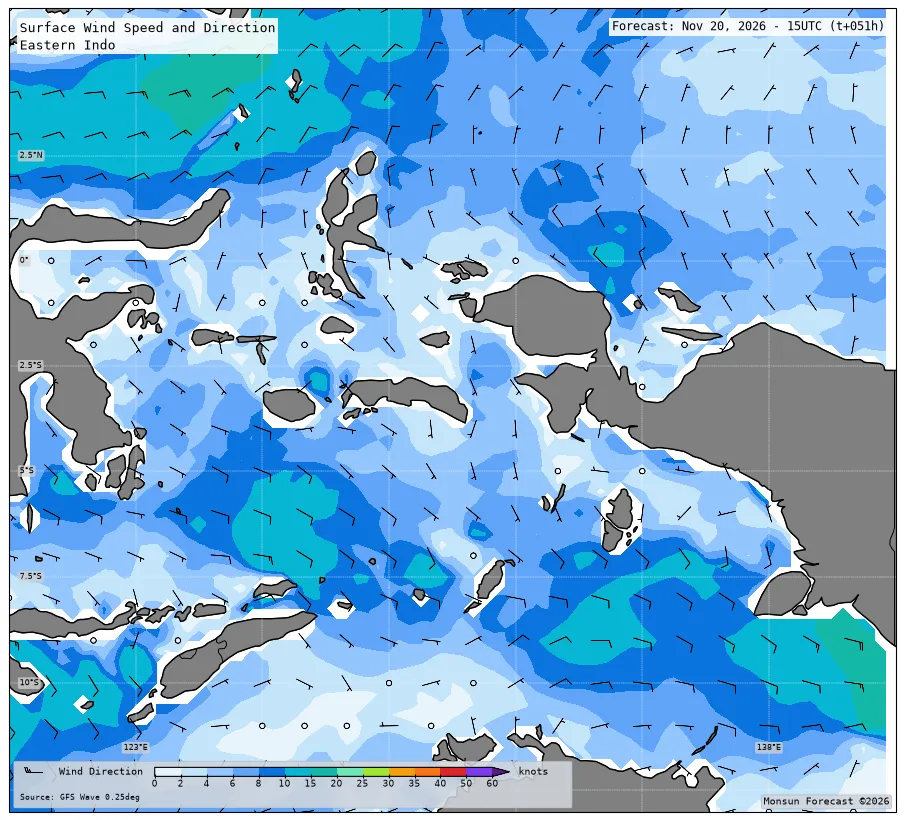 Surface Wind Speed and Direction
Eastern Indo
Forecast: Nov 20, 2026 - 15UTC (t+051h)
2.5°N
0°
2.5°S
5°S
7.5°S
10°S
123°E
138°E
Wind Direction
knots
0 2 4 6 8 10 15 20 25 30 35 40 50 60
Source: GFS Wave 0.25deg
Monsun Forecast ©2026